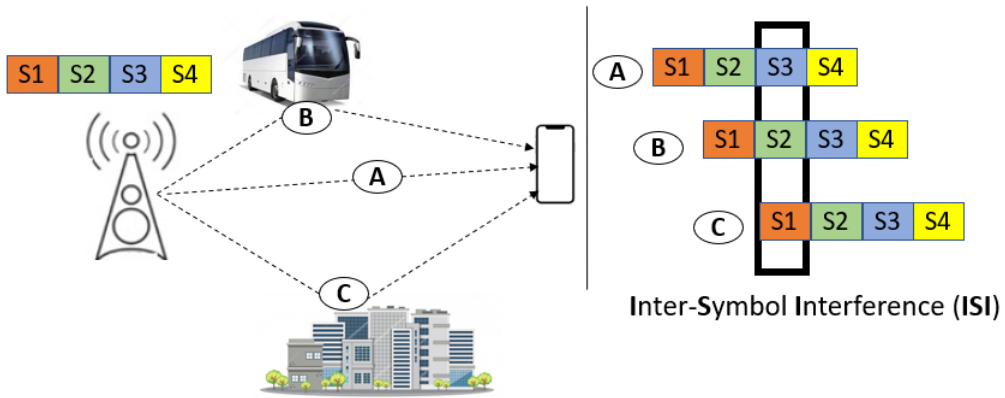 S1 S2 S3 S4
B
A
C
A S1 S2 S3 S4
B S1 S2 S3 S4
C S1 S2 S3 S4
Inter-Symbol Interference (ISI)